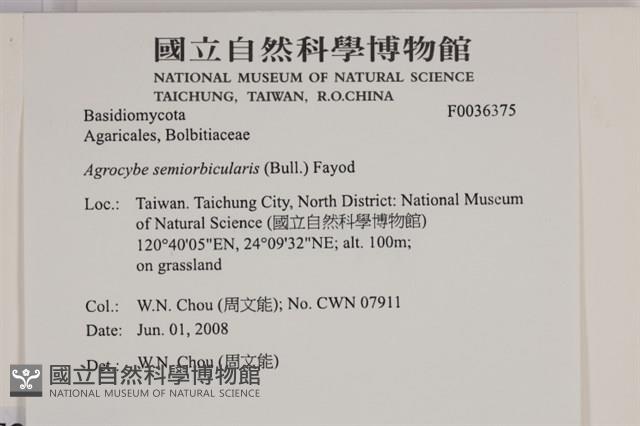 國立自然科學博物館
NATIONAL MUSEUM OF NATURAL SCIENCE
TAICHUNG, TAIWAN, R.O.CHINA
Basidiomycota F0036375
Agaricales, Bolbitiaceae
Agrocybe semiorbicularis (Bull.) Fayod
Loc.: Taiwan. Taichung City, North District: National Museum
of Natural Science (國立自然科學博物館)
120°40'05"EN, 24°09'32"NE; alt. 100m;
on grassland
Col.: W.N. Chou (周文能); No. CWN 07911
Date: Jun. 01, 2008
Det.: W.N. Chou (周文能)
國立自然科學博物館
NATIONAL MUSEUM OF NATURAL SCIENCE